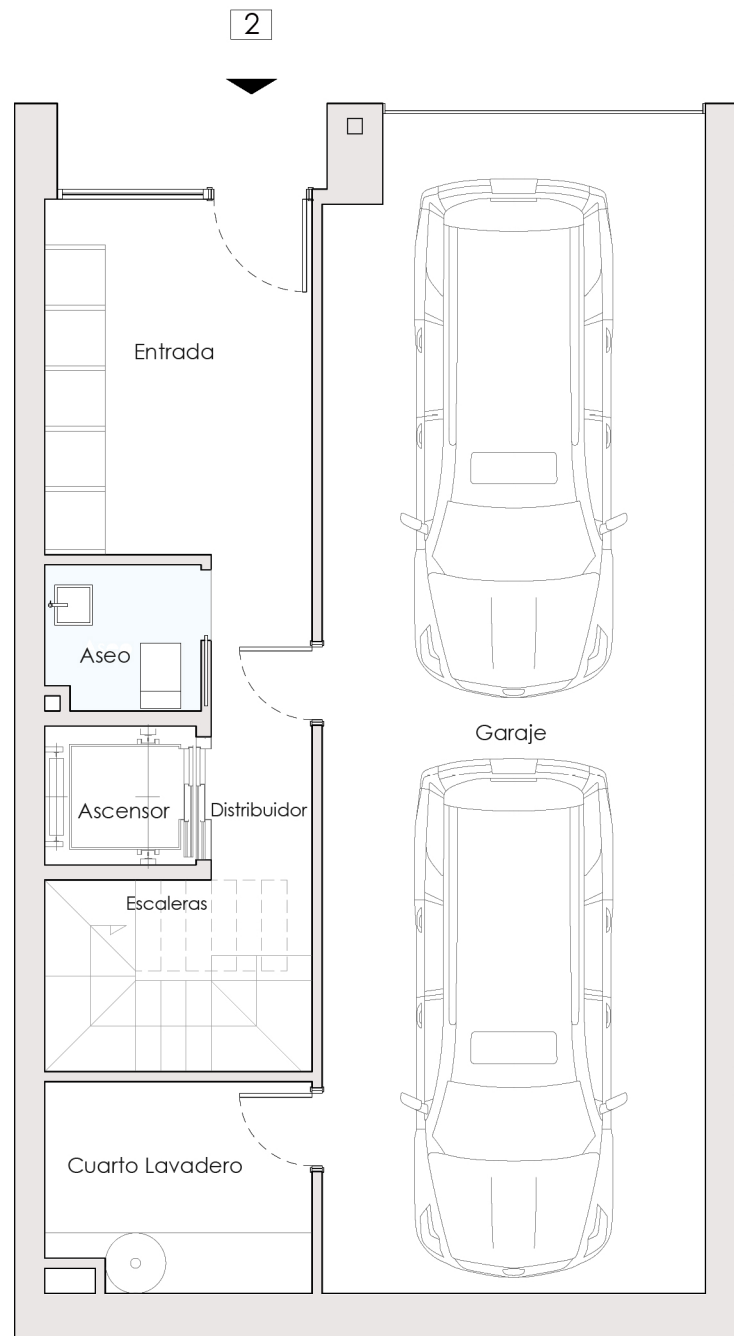 2
Entrada
Aseo
Garaje
Ascensor
Distribuidor
Escaleras
Cuarto Lavadero